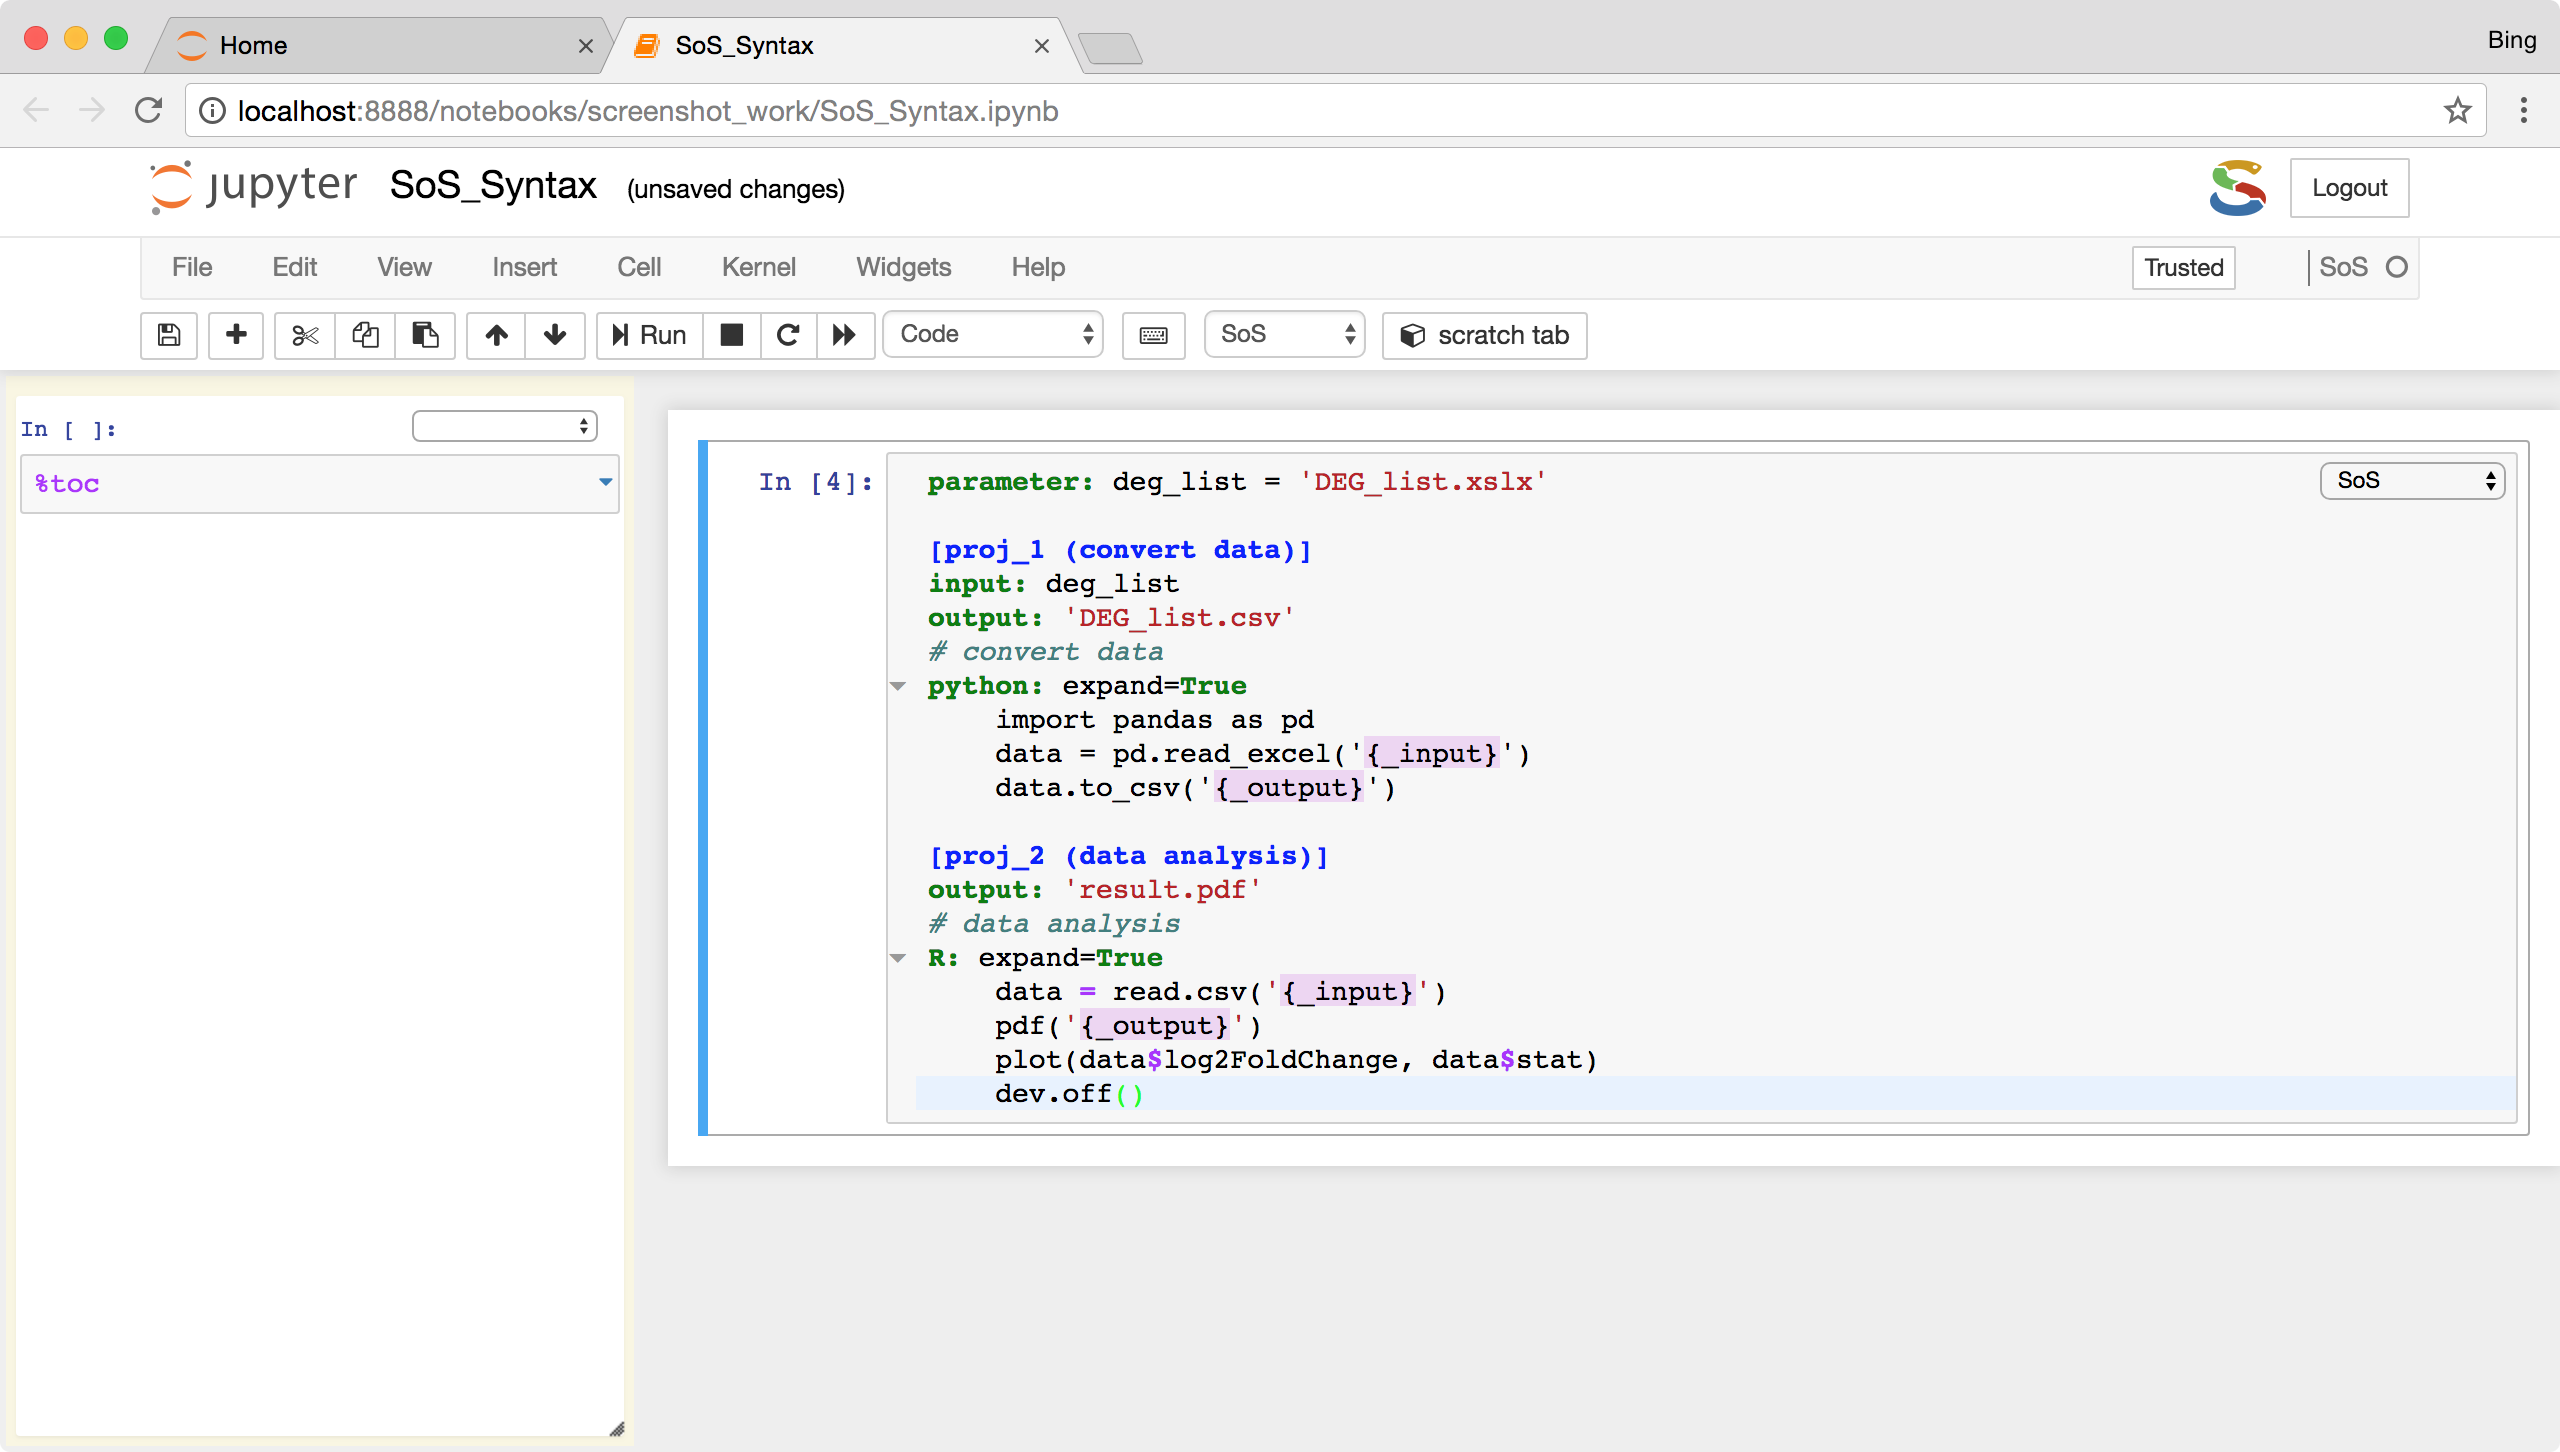 Home
SoS_Syntax
Bing
localhost:8888/notebooks/screenshot_work/SoS_Syntax.ipynb
jupyter SoS_Syntax (unsaved changes)
Logout
File Edit View Insert Cell Kernel Widgets Help
Trusted
SoS
Run
Code
SoS
scratch tab
In [ ]:
%toc
In [4]:
SoS
parameter: deg_list = 'DEG_list.xslx'
[proj_1 (convert data)]
input: deg_list
output: 'DEG_list.csv'
# convert data
python: expand=True
import pandas as pd
data = pd.read_excel('{_input}')
data.to_csv('{_output}')
[proj_2 (data analysis)]
output: 'result.pdf'
# data analysis
R: expand=True
data = read.csv('{_input}')
pdf('{_output}')
plot(data$log2FoldChange, data$stat)
dev.off()